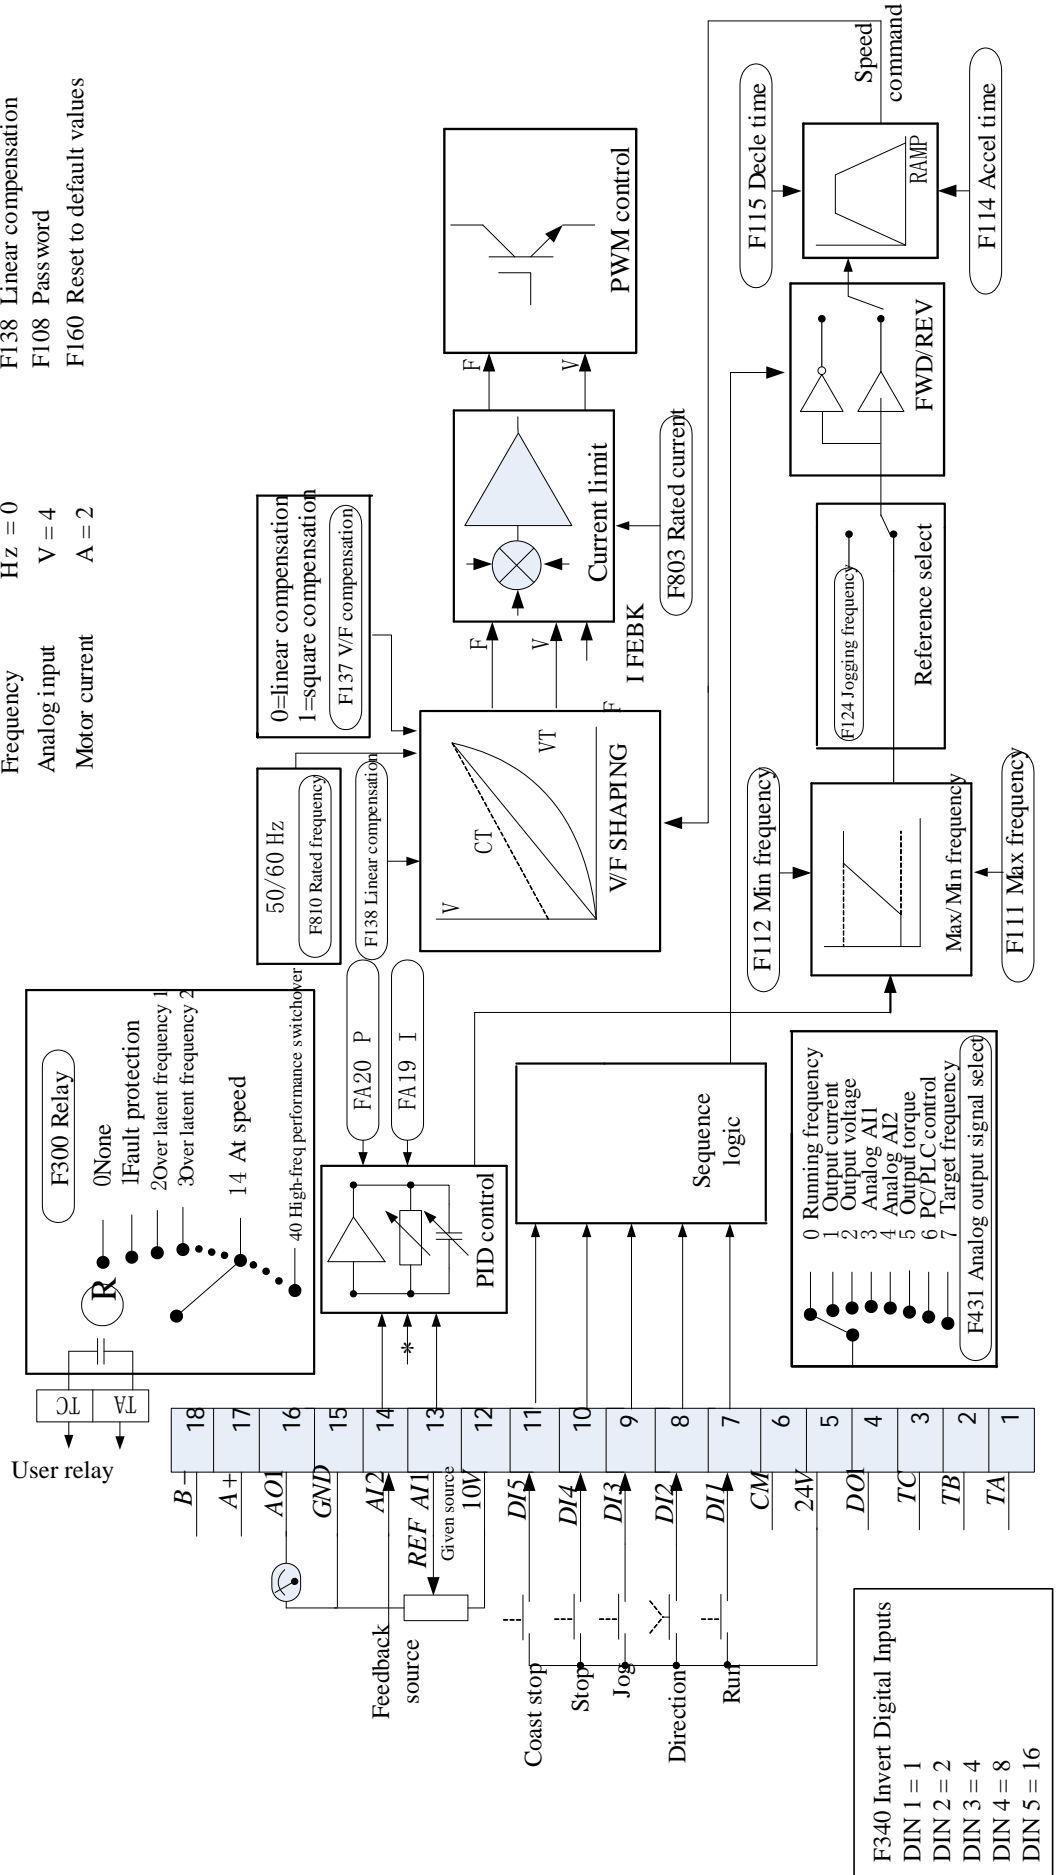 Frequency Hz = 0
Analog input V = 4
Motor current A = 2
F138 Linear compensation
F108 Password
F160 Reset to default values
User relay
TC
TA
F300 Relay
R
0None
1Fault protection
2Over latent frequency 1
3Over latent frequency 2
14 At speed
40 High-freq performance switchover
B-
A+
AO1
GND
AI2
REF AI1
Given source
10V
DI5
DI4
DI3
DI2
DI1
CM
24V
DO1
TC
TB
TA
18
17
16
15
14
13
12
11
10
9
8
7
6
5
4
3
2
1
Feedback
source
Coast stop
Stop
Jog
Direction
Run
*
PID control
FA20 P
FA19 I
50/60 Hz
F810 Rated frequency
F138 Linear compensation
0=linear compensation
1=square compensation
F137 V/F compensation
V
CT
VT
F
V/F SHAPING
F
V
I FEBK
Current limit
F803 Rated current
F
V
PWM control
Sequence
logic
0 Running frequency
1 Output current
2 Output voltage
3 Analog AI1
4 Analog AI2
5 Output torque
6 PC/PLC control
7 Target frequency
F431 Analog output signal select
F112 Min frequency
Max/Min frequency
F111 Max frequency
F124 Jogging frequency
Reference select
FWD/REV
F115 Decle time
RAMP
F114 Accel time
Speed
command
F340 Invert Digital Inputs
DIN 1 = 1
DIN 2 = 2
DIN 3 = 4
DIN 4 = 8
DIN 5 = 16